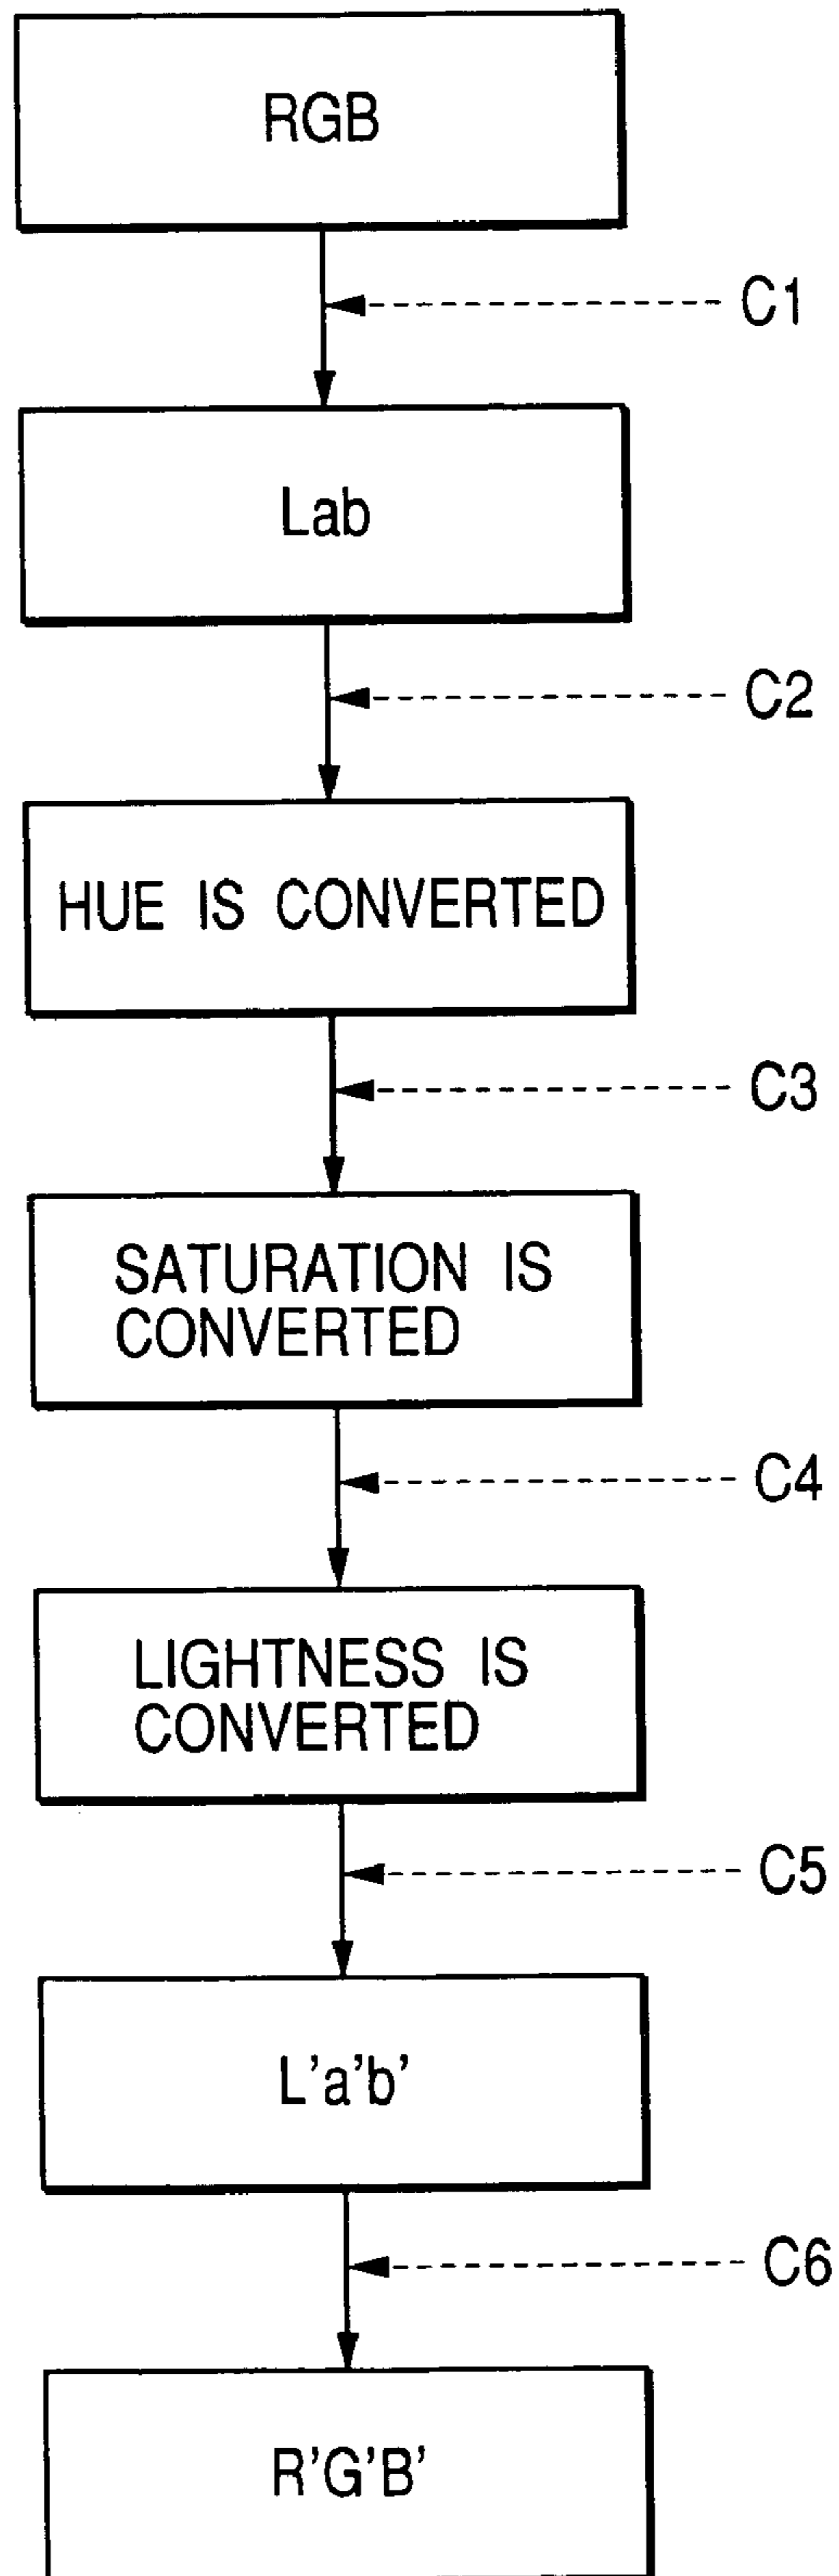 RGB
C1
Lab
C2
HUE IS CONVERTED
C3
SATURATION IS
CONVERTED
C4
LIGHTNESS IS
CONVERTED
C5
L'a'b'
C6
R'G'B'